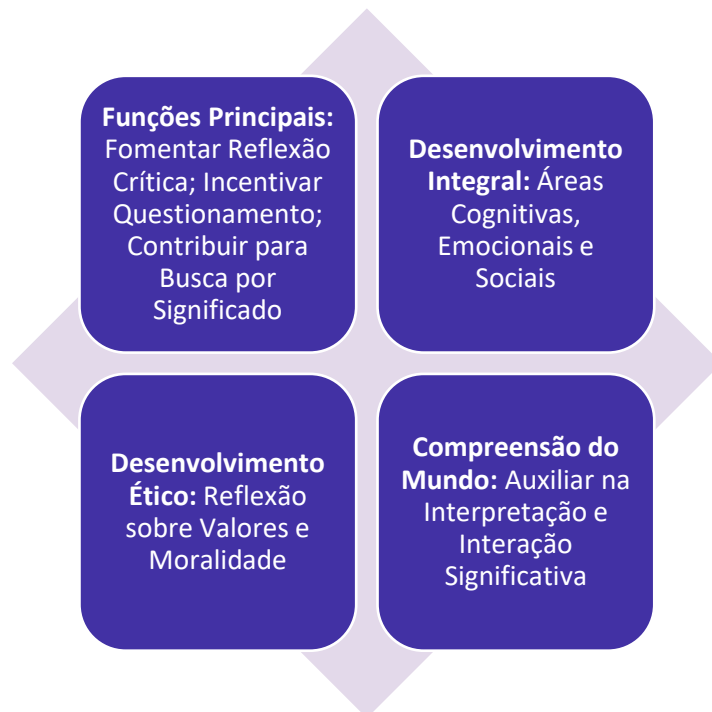 Funções Principais:
Fomentar Reflexão
Crítica; Incentivar
Questionamento;
Contribuir para
Busca por
Significado
Desenvolvimento
Integral: Áreas
Cognitivas,
Emocionais e
Sociais
Desenvolvimento
Ético: Reflexão
sobre Valores e
Moralidade
Compreensão do
Mundo: Auxiliar na
Interpretação e
Interação
Significativa